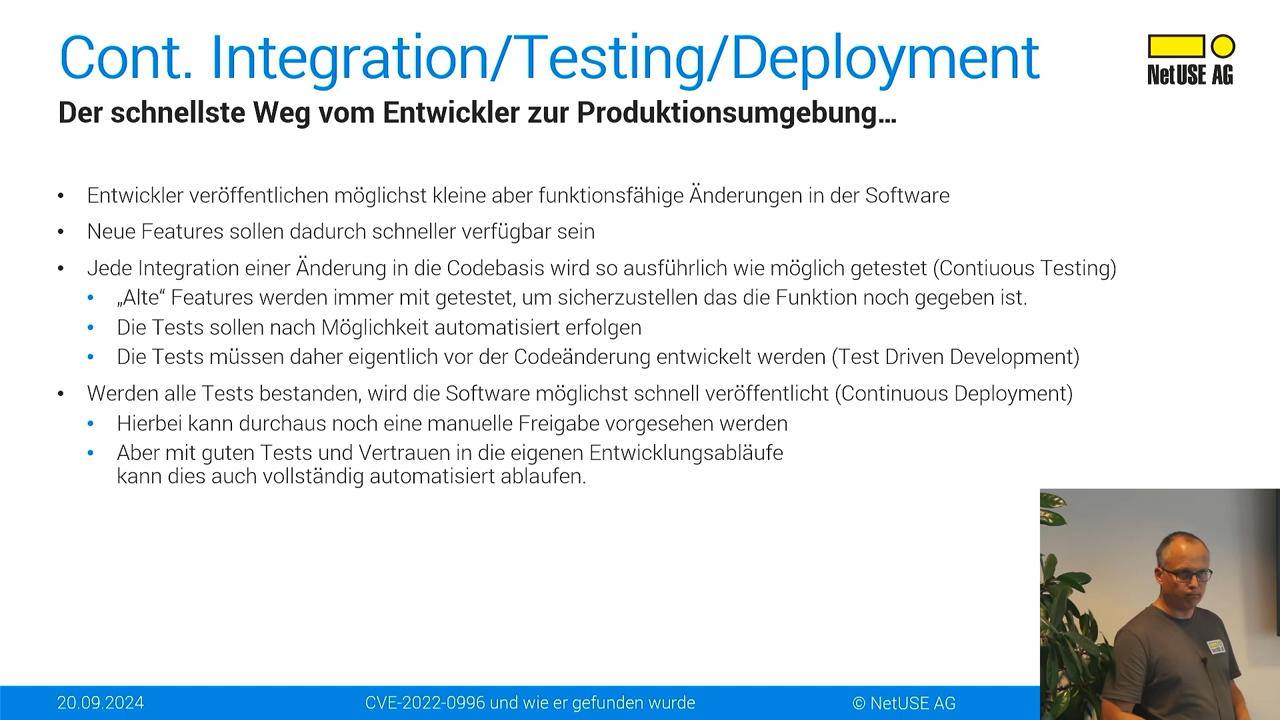 Cont. Integration/Testing/Deployment
NetUSE AG
Der schnellste Weg vom Entwickler zur Produktionsumgebung…
• Entwickler veröffentlichen möglichst kleine aber funktionsfähige Änderungen in der Software
• Neue Features sollen dadurch schneller verfügbar sein
• Jede Integration einer Änderung in die Codebasis wird so ausführlich wie möglich getestet (Contiuous Testing)
• „Alte“ Features werden immer mit getestet, um sicherzustellen das die Funktion noch gegeben ist.
• Die Tests sollen nach Möglichkeit automatisiert erfolgen
• Die Tests müssen daher eigentlich vor der Codeänderung entwickelt werden (Test Driven Development)
• Werden alle Tests bestanden, wird die Software möglichst schnell veröffentlicht (Continuous Deployment)
• Hierbei kann durchaus noch eine manuelle Freigabe vorgesehen werden
• Aber mit guten Tests und Vertrauen in die eigenen Entwicklungsabläufe
kann dies auch vollständig automatisiert ablaufen.
20.09.2024
CVE-2022-0996 und wie er gefunden wurde
© NetUSE AG